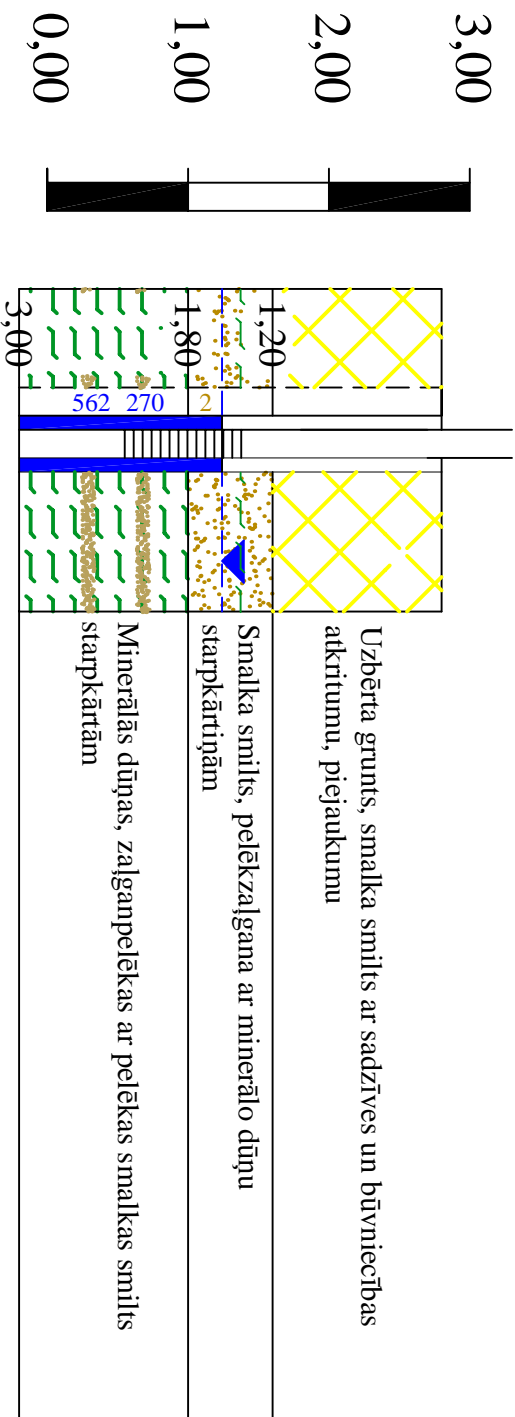 3,00
2,00
1,00
0,00
1,20
1,80
3,00
2
270
562
Uzbērta grunts, smalka smilts ar sadzīves un būvniecības
atkritumu, piejaukumu
Smalka smilts, pelēkzaļgana ar minerālo dūņu
starpkārtiņām
Minerālās dūņas, zaļganpelēkas ar pelēkas smalkas smilts
starpkārtām